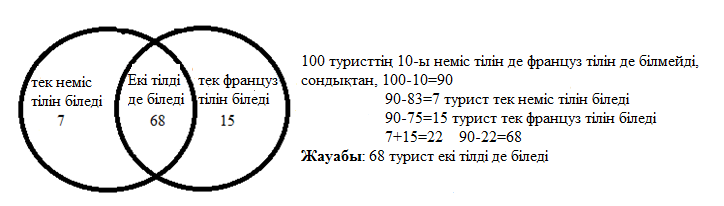 тек неміс
тілін біледі
7
Екі тілді
де біледі
68
тек француз
тілін біледі
15
100 туристтің 10-ы неміс тілін де француз тілін де білмейді,
сондықтан, 100-10=90
90-83=7 турист тек неміс тілін біледі
90-75=15 турист тек француз тілін біледі
7+15=22 90-22=68
Жауабы: 68 турист екі тілді де біледі